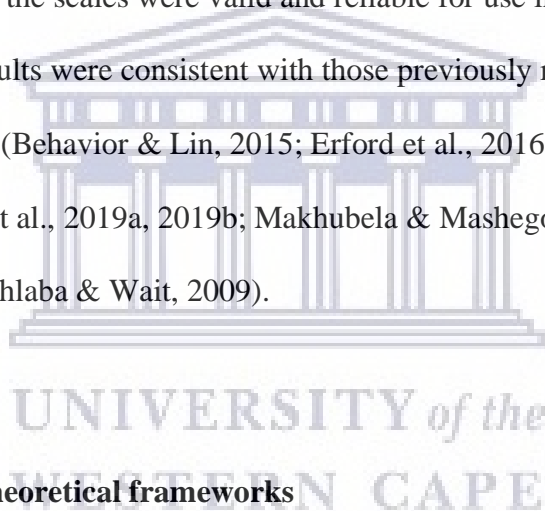 the scales were valid and reliable for use
ults were consistent with those previously
(Behavior & Lin, 2015; Erford et al., 2016
et al., 2019a, 2019b; Makhubela & Mashego
hlaba & Wait, 2009).
UNIVERSITY of the
WESTERN CAPE
heoretical frameworks